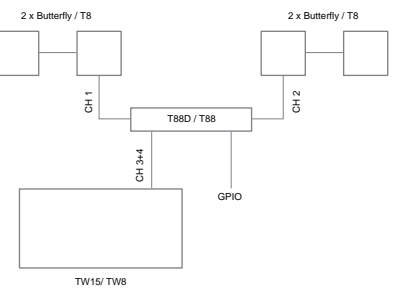 2 x Butterfly / T8
2 x Butterfly / T8
CH 1
CH 2
T88D / T88
CH 3+4
GPIO
TW15/ TW8